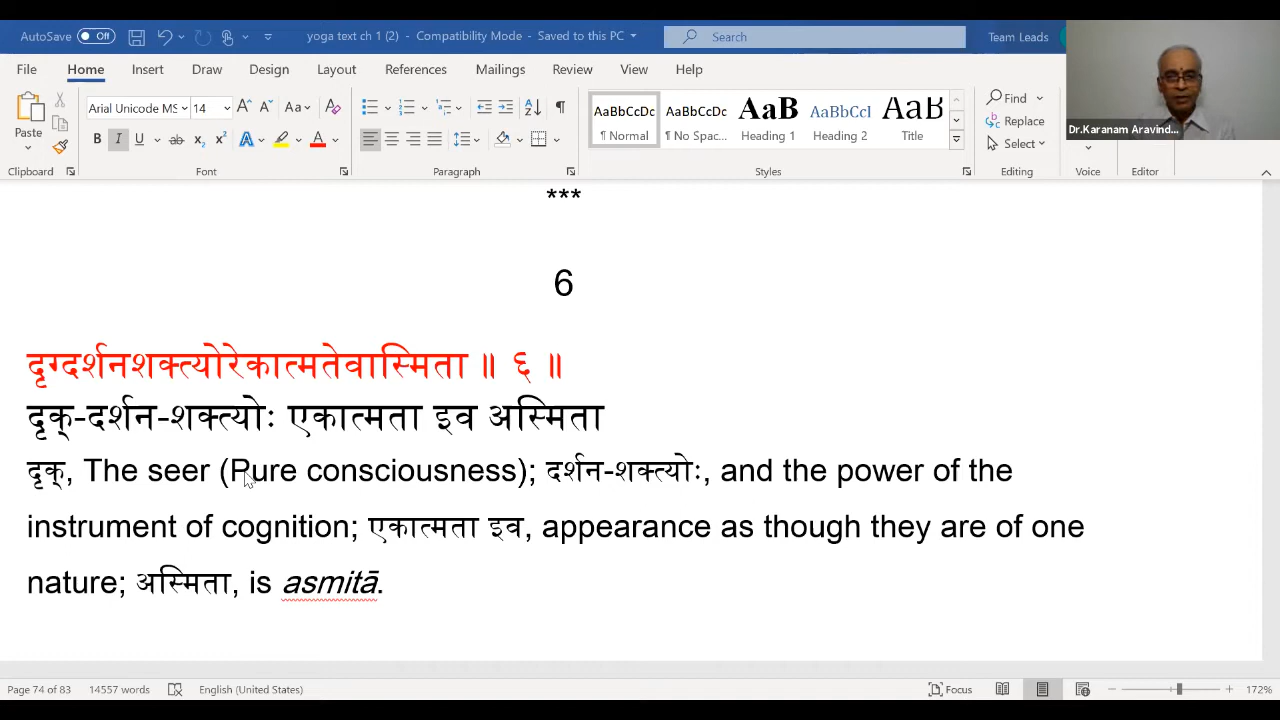 AutoSave Off yoga text ch 1 (2) - Compatibility Mode - Saved to this PC Search Team Leads
File Home Insert Draw Design Layout References Mailings Review View Help
Paste Arial Unicode MS 14 Aa AaBbCcDc AaBbCcDc AaB AaBbCcI AaB Find
B I U ab x₂ x² A A ¶ Normal ¶ No Spac... Heading 1 Heading 2 Title Replace
Select
Clipboard Font Paragraph Styles Editing Voice Editor
Dr.Karanam Aravind...
***
6
दृग्दर्शनशक्त्योरेकात्मतेवास्मिता ॥ ६ ॥
दृक्-दर्शन-शक्त्योः एकात्मता इव अस्मिता
दृक्, The seer (Pure consciousness); दर्शन-शक्त्योः, and the power of the
instrument of cognition; एकात्मता इव, appearance as though they are of one
nature; अस्मिता, is asmitā.
Page 74 of 83 14557 words English (United States) Focus 172%